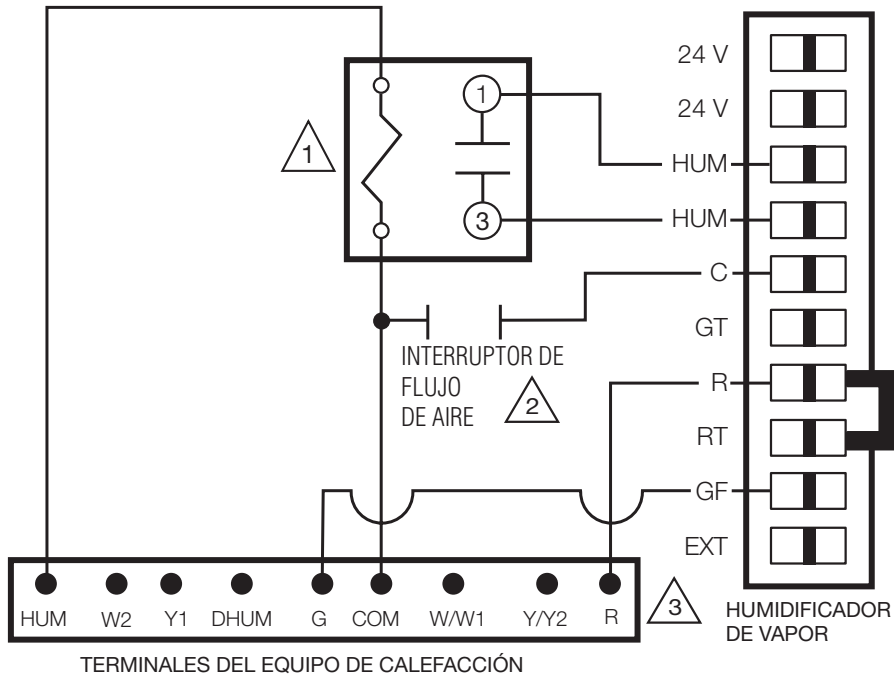 24 V
24 V
1
HUM
1
3
HUM
C
INTERRUPTOR DE
FLUJO
DE AIRE
2
GT
R
RT
GF
EXT
HUM
W2
Y1
DHUM
G
COM
W/W1
Y/Y2
R
3
HUMIDIFICADOR
DE VAPOR
TERMINALES DEL EQUIPO DE CALEFACCIÓN